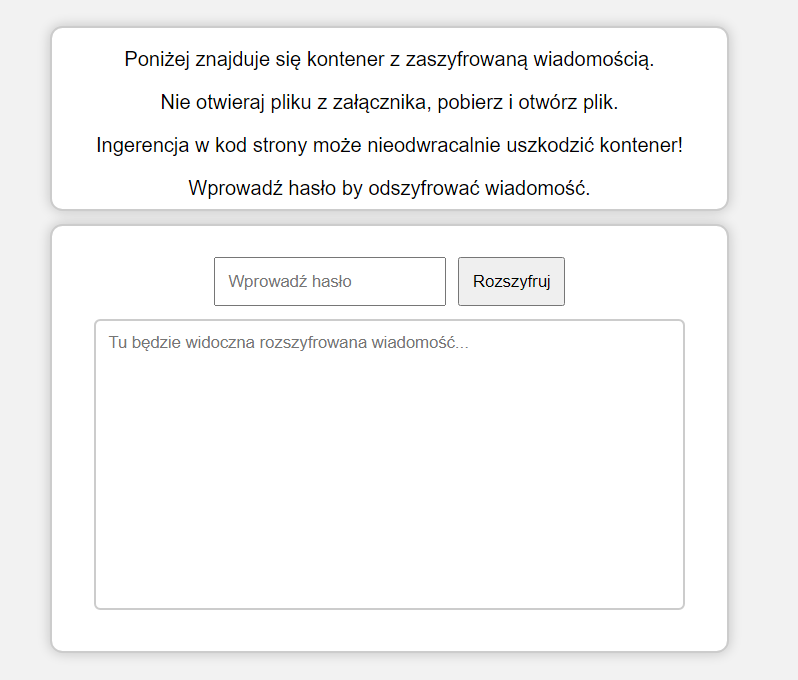 Poniżej znajduje się kontener z zaszyfrowaną wiadomością.
Nie otwieraj pliku z załącznika, pobierz i otwórz plik.
Ingerencja w kod strony może nieodwracalnie uszkodzić kontener!
Wprowadź hasło by odszyfrować wiadomość.
Wprowadź hasło
Rozszyfruj
Tu będzie widoczna rozszyfrowana wiadomość...